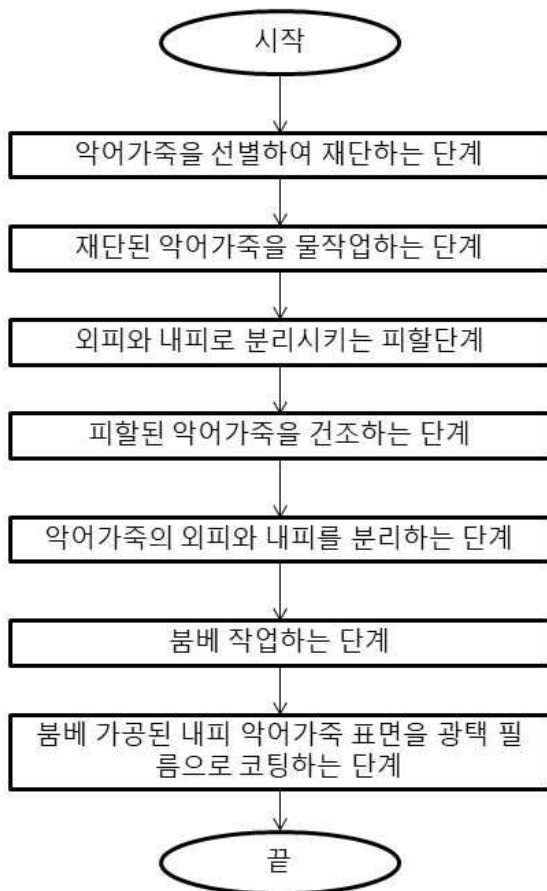 시작
악어가죽을 선별하여 재단하는 단계
재단된 악어가죽을 물작업하는 단계
외피와 내피로 분리시키는 피할단계
피할된 악어가죽을 건조하는 단계
악어가죽의 외피와 내피를 분리하는 단계
붐베 작업하는 단계
붐베 가공된 내피 악어가죽 표면을 광택 필
름으로 코팅하는 단계
끝